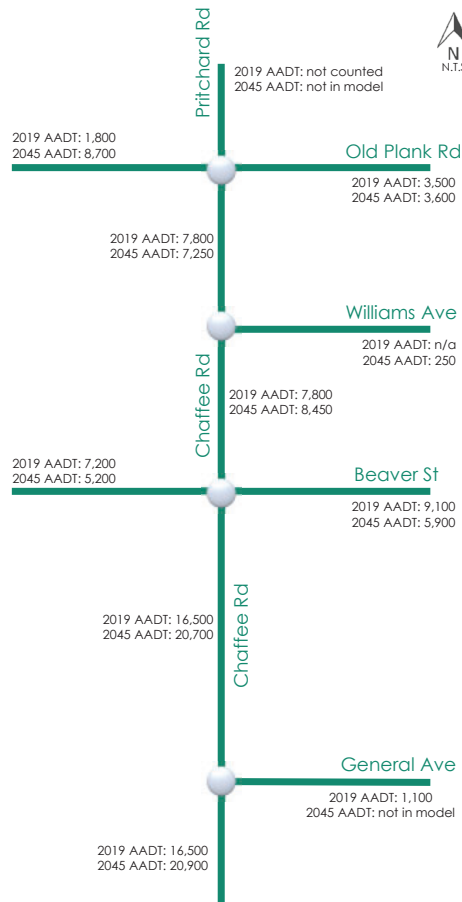 Pritchard Rd
N
N.T.S
2019 AADT: not counted
2045 AADT: not in model
2019 AADT: 1,800
2045 AADT: 8,700
Old Plank Rd
2019 AADT: 3,500
2045 AADT: 3,600
2019 AADT: 7,800
2045 AADT: 7,250
Williams Ave
2019 AADT: n/a
2045 AADT: 250
Chaffee Rd
2019 AADT: 7,800
2045 AADT: 8,450
2019 AADT: 7,200
2045 AADT: 5,200
Beaver St
2019 AADT: 9,100
2045 AADT: 5,900
2019 AADT: 16,500
2045 AADT: 20,700
Chaffee Rd
General Ave
2019 AADT: 1,100
2045 AADT: not in model
2019 AADT: 16,500
2045 AADT: 20,900